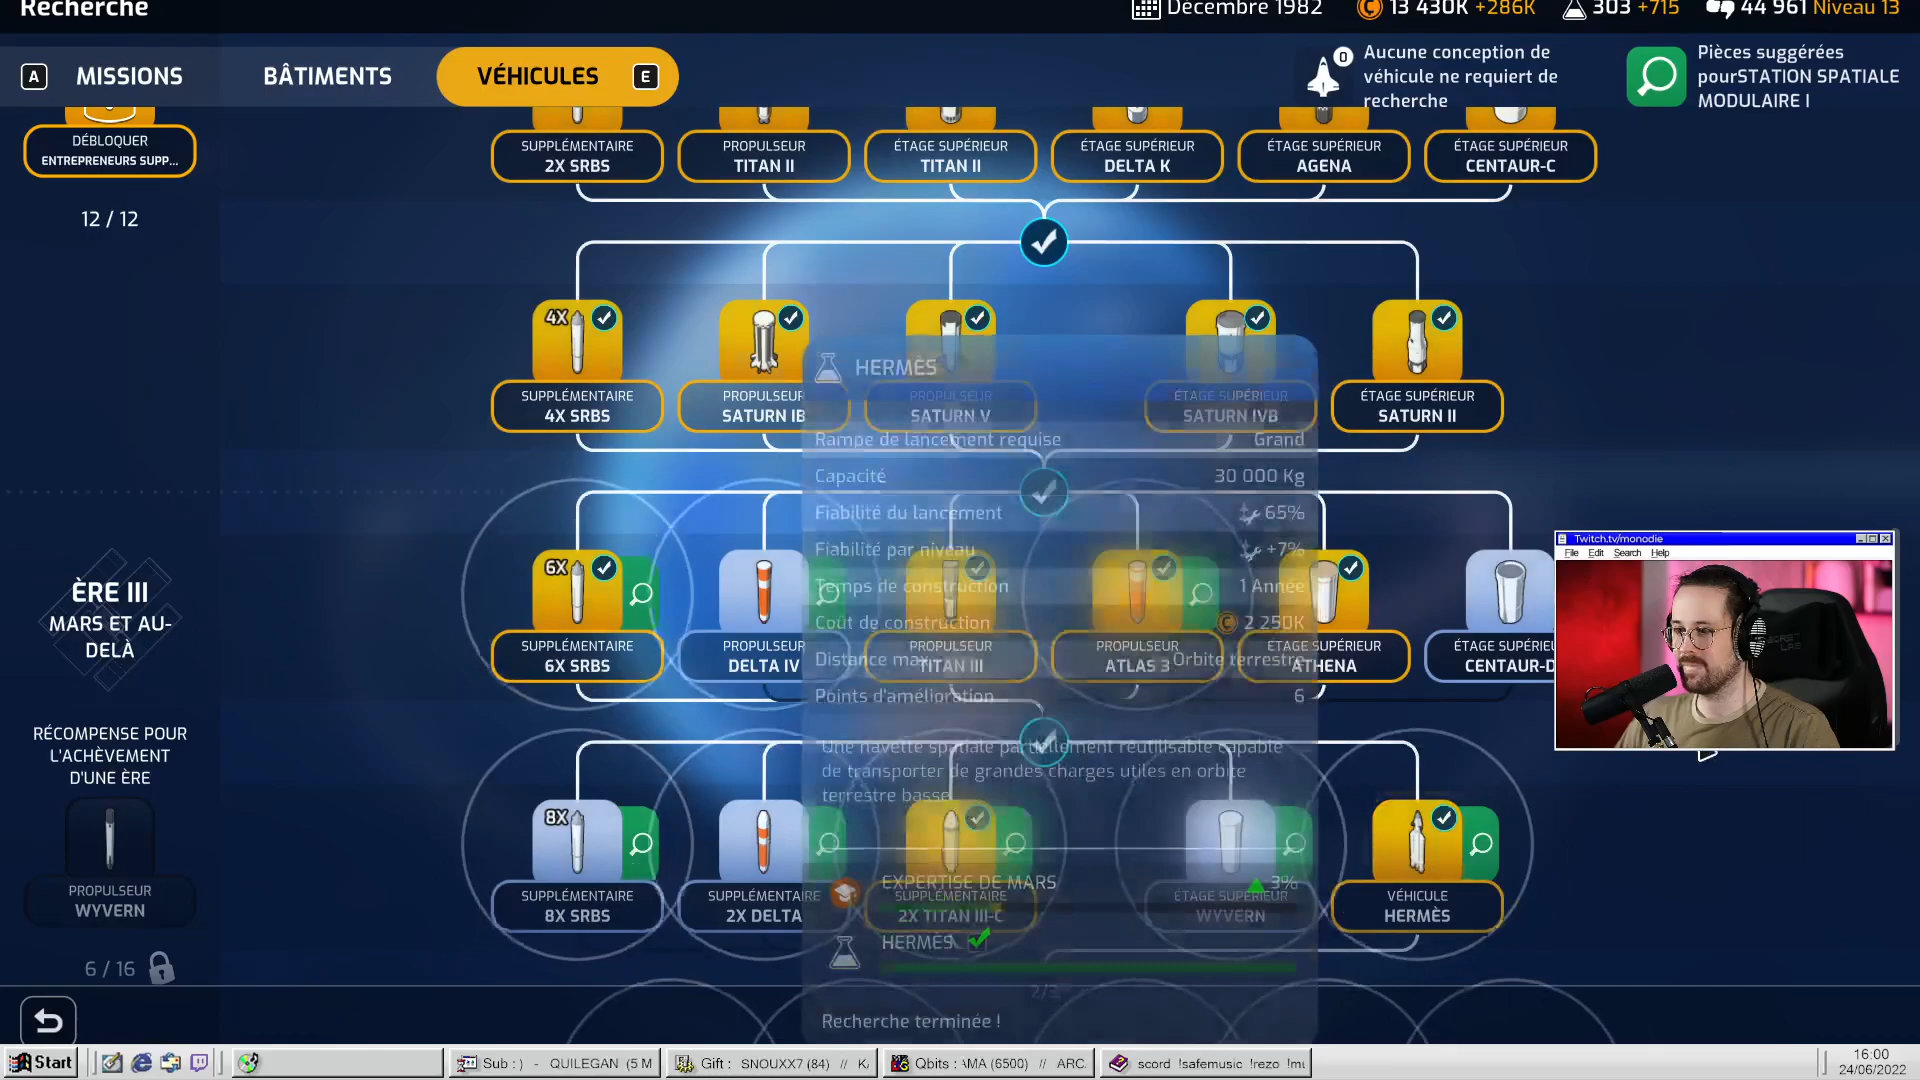 Recherche
Décembre 1982
13 430K +286K
303 +715
44 961 Niveau 13
A
MISSIONS
BÂTIMENTS
VÉHICULES
E
0
Aucune conception de
véhicule ne requiert de
recherche
Pièces suggérées
pourSTATION SPATIALE
MODULAIRE I
DÉBLOQUER
ENTREPRENEURS SUPP...
12 / 12
SUPPLÉMENTAIRE
2X SRBS
PROPULSEUR
TITAN II
ÉTAGE SUPÉRIEUR
TITAN II
ÉTAGE SUPÉRIEUR
DELTA K
ÉTAGE SUPÉRIEUR
AGENA
ÉTAGE SUPÉRIEUR
CENTAUR-C
4X
SUPPLÉMENTAIRE
4X SRBS
PROPULSEUR
SATURN IB
PROPULSEUR
SATURN V
ÉTAGE SUPÉRIEUR
SATURN IVB
ÉTAGE SUPÉRIEUR
SATURN II
HERMÈS
Rampe de lancement requise Grand
Capacité 30 000 Kg
Fiabilité du lancement 65%
Fiabilité par niveau +7%
Temps de construction 1 Année
Coût de construction 2 250K
Distance max Orbite terrestre
Points d'amélioration 6
Une navette spatiale partiellement réutilisable capable
de transporter de grandes charges utiles en orbite
terrestre basse
EXPERTISE DE MARS 3%
HERMÈS
2/3
Recherche terminée !
ÈRE III
MARS ET AU-
DELÀ
RÉCOMPENSE POUR
L'ACHÈVEMENT
D'UNE ÈRE
PROPULSEUR
WYVERN
6 / 16
6X
SUPPLÉMENTAIRE
6X SRBS
PROPULSEUR
DELTA IV
PROPULSEUR
TITAN III
PROPULSEUR
ATLAS 3
ÉTAGE SUPÉRIEUR
ATHENA
ÉTAGE SUPÉRIEU
CENTAUR-D
8X
SUPPLÉMENTAIRE
8X SRBS
SUPPLÉMENTAIRE
2X DELTA
SUPPLÉMENTAIRE
2X TITAN III-C
ÉTAGE SUPÉRIEUR
WYVERN
VÉHICULE
HERMÈS
Twitch.tv/monodie
File Edit Search Help
Start
Sub : ) - QUILEGAN (5 M
Gift : SNOUXX7 (84) // K
Qbits : \MA (6500) // ARC.
scord !safemusic !rezo !mu
16:00
24/06/2022